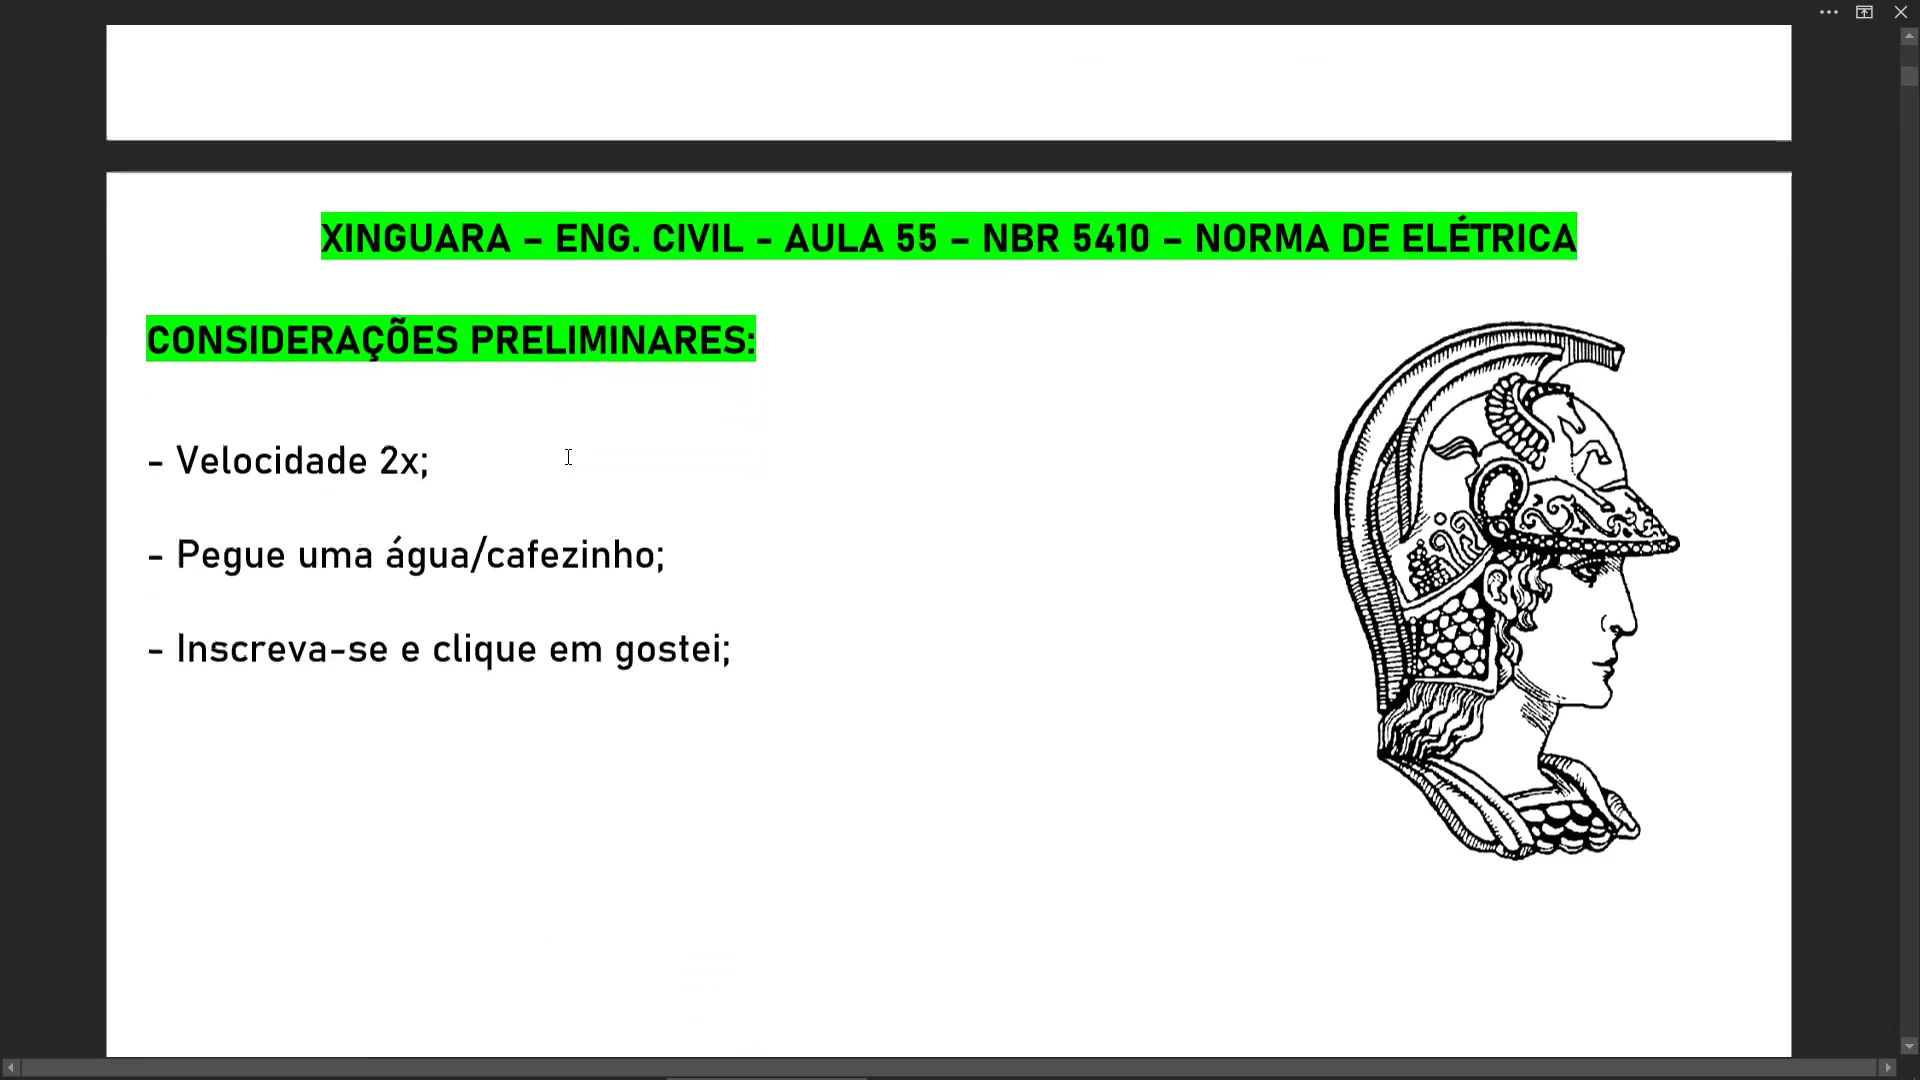 XINGUARA – ENG. CIVIL - AULA 55 – NBR 5410 – NORMA DE ELÉTRICA
CONSIDERAÇÕES PRELIMINARES:
- Velocidade 2x;
- Pegue uma água/cafezinho;
- Inscreva-se e clique em gostei;